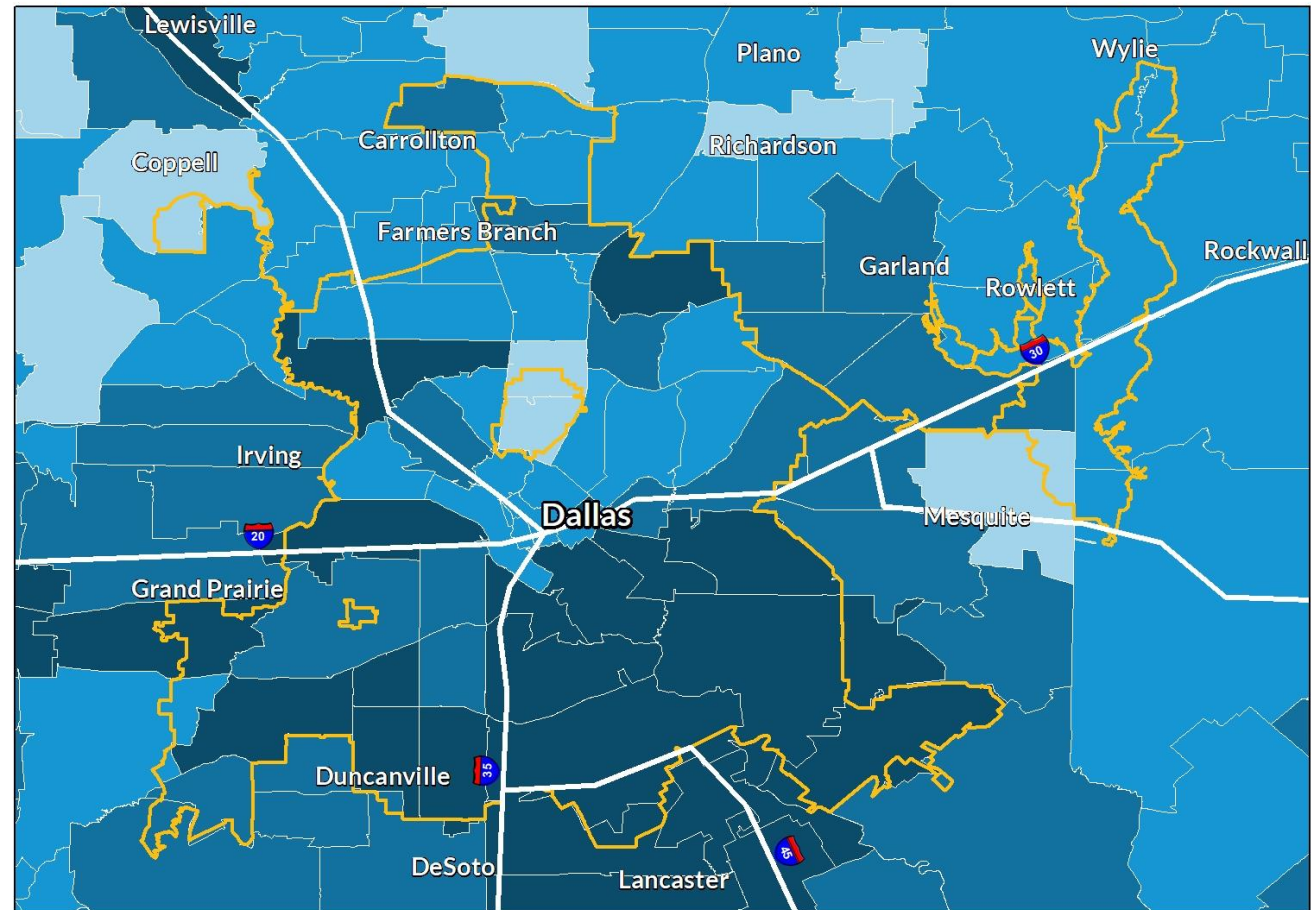 Lewisville
Plano
Wylie
Carrollton
Richardson
Coppell
Farmers Branch
Rockwall
Garland
Rowlett
30
Irving
Dallas
Mesquite
20
Grand Prairie
Duncanville
35
DeSoto
Lancaster
45